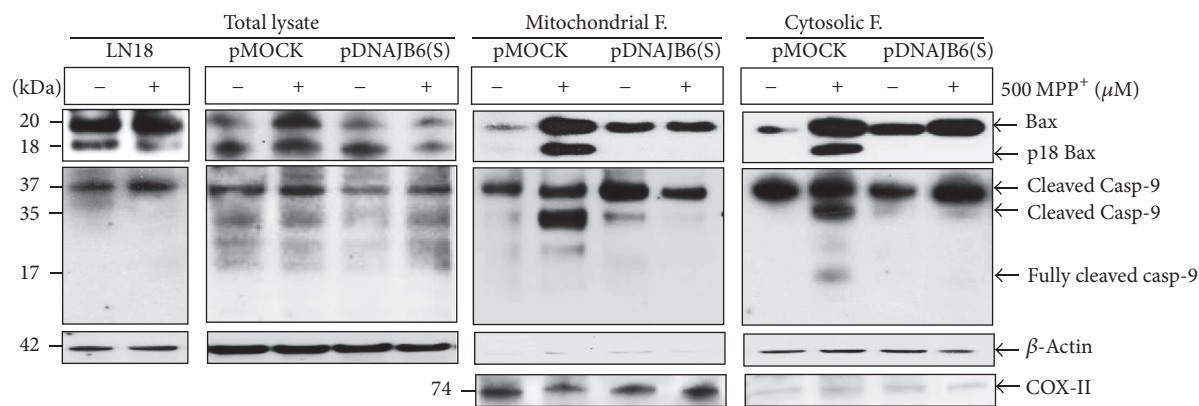 Total lysate Mitochondrial F. Cytosolic F.
LN18 pMOCK pDNAJB6(S) pMOCK pDNAJB6(S) pMOCK pDNAJB6(S)
(kDa) − + − + − + − + − + − + − + 500 MPP+ (μM)
20 Bax
18 p18 Bax
37 Cleaved Casp-9
35 Cleaved Casp-9
17 Fully cleaved casp-9
42 β-Actin
74 COX-II